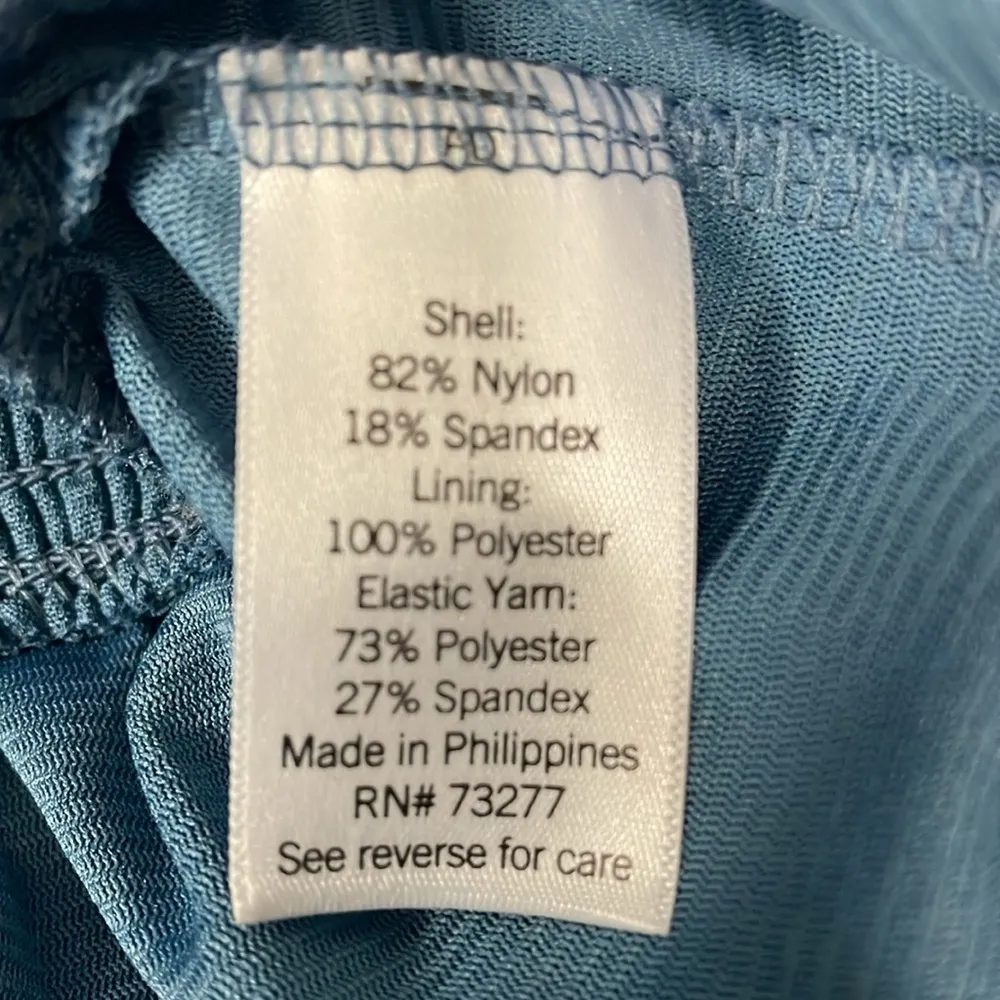 Shell:
82% Nylon
18% Spandex
Lining:
100% Polyester
Elastic Yarn:
73% Polyester
27% Spandex
Made in Philippines
RN# 73277
See reverse for care